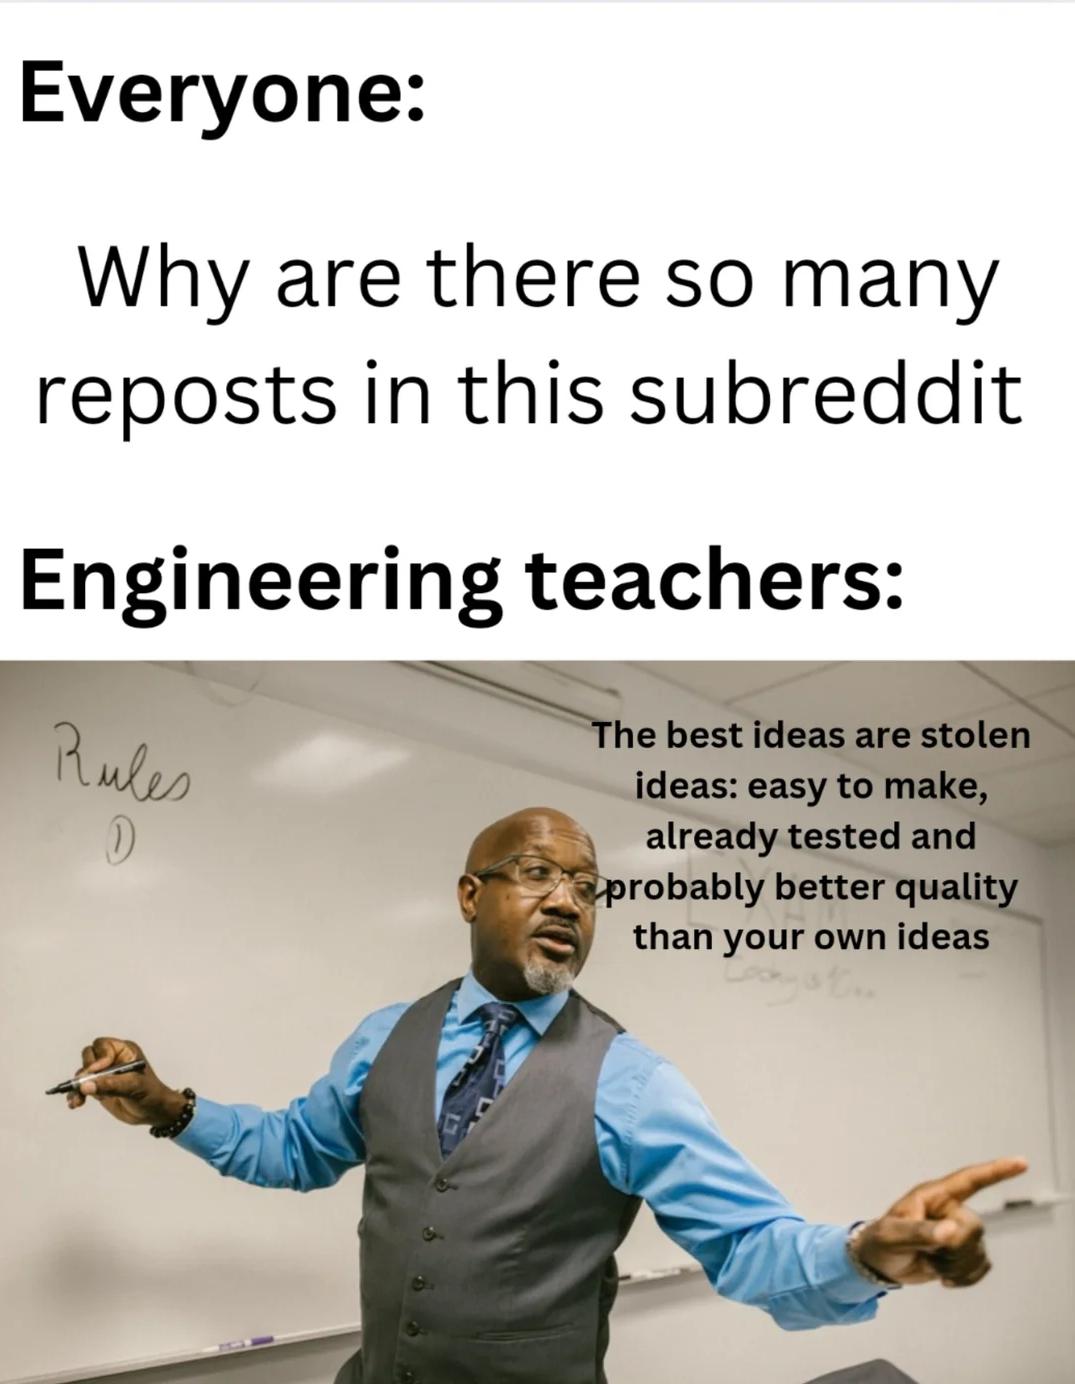 Everyone:
Why are there so many
reposts in this subreddit
Engineering teachers:
Rules
1
The best ideas are stolen
ideas: easy to make,
already tested and
probably better quality
than your own ideas
EXAM